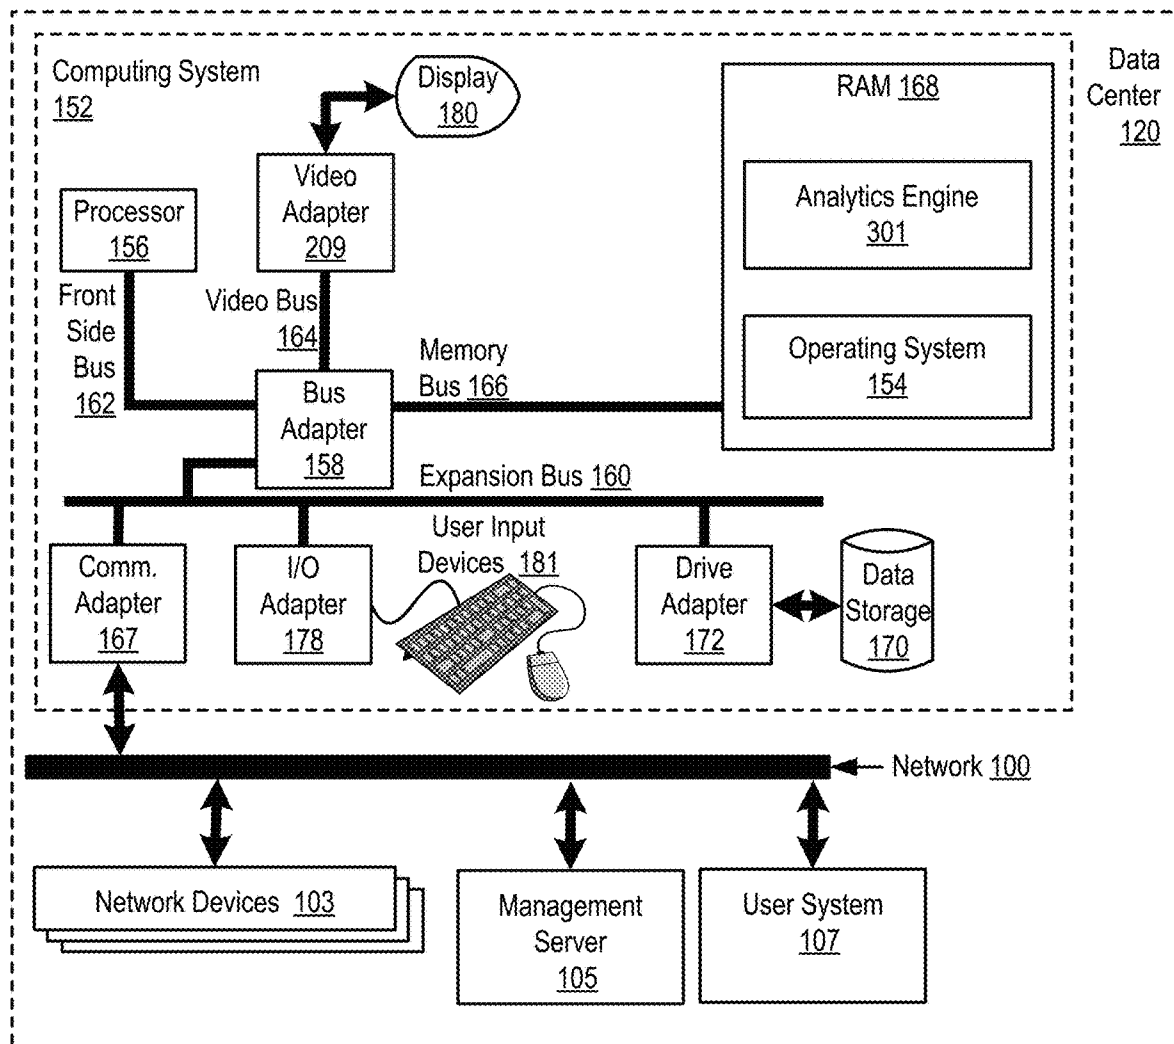 Computing System
152
Display
180
RAM 168
Data
Center
120
Video
Adapter
209
Processor
156
Analytics Engine
301
Front
Side
Bus
162
Video Bus
164
Memory
Bus 166
Operating System
154
Bus
Adapter
158
Expansion Bus 160
User Input
Devices 181
Comm.
Adapter
167
I/O
Adapter
178
Drive
Adapter
172
Data
Storage
170
Network 100
Network Devices 103
Management
Server
105
User System
107